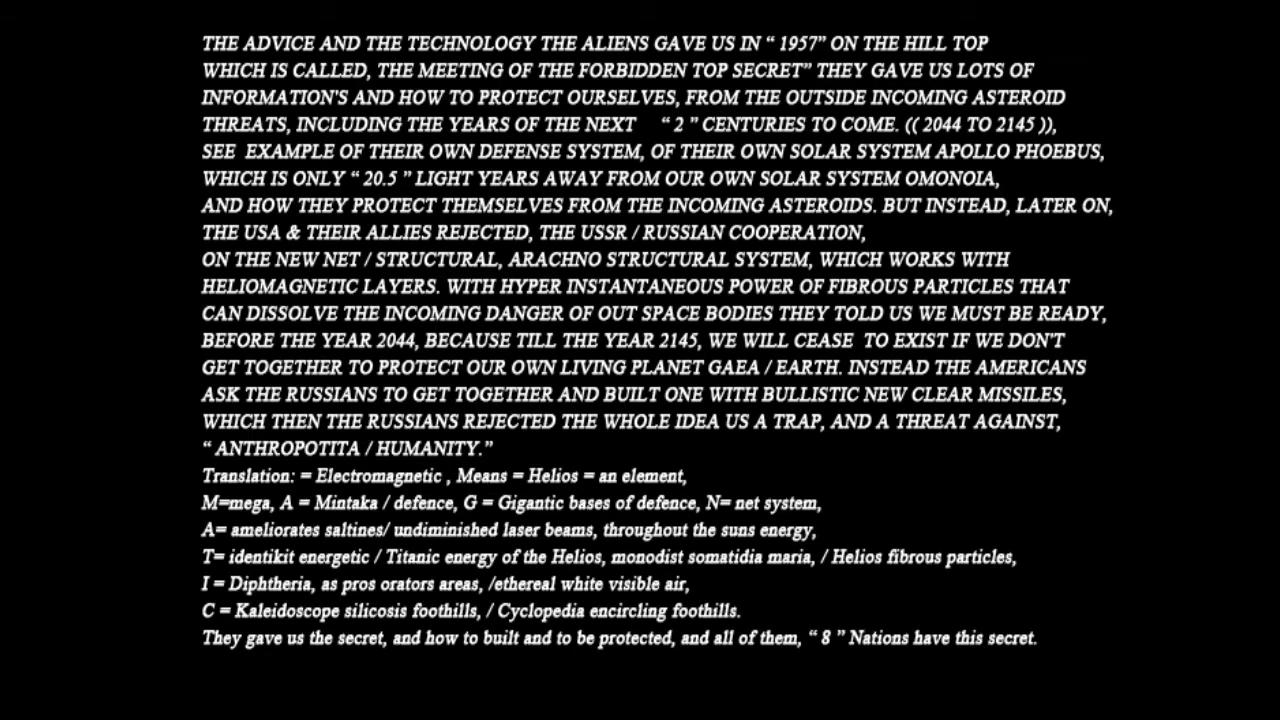 THE ADVICE AND THE TECHNOLOGY THE ALIENS GAVE US IN “ 1957” ON THE HILL TOP
WHICH IS CALLED, THE MEETING OF THE FORBIDDEN TOP SECRET” THEY GAVE US LOTS OF
INFORMATION'S AND HOW TO PROTECT OURSELVES, FROM THE OUTSIDE INCOMING ASTEROID
THREATS, INCLUDING THE YEARS OF THE NEXT “ 2 ” CENTURIES TO COME. (( 2044 TO 2145 )),
SEE EXAMPLE OF THEIR OWN DEFENSE SYSTEM, OF THEIR OWN SOLAR SYSTEM APOLLO PHOEBUS,
WHICH IS ONLY “ 20.5 ” LIGHT YEARS AWAY FROM OUR OWN SOLAR SYSTEM OMONOIA,
AND HOW THEY PROTECT THEMSELVES FROM THE INCOMING ASTEROIDS. BUT INSTEAD, LATER ON,
THE USA & THEIR ALLIES REJECTED, THE USSR / RUSSIAN COOPERATION,
ON THE NEW NET / STRUCTURAL, ARACHNO STRUCTURAL SYSTEM, WHICH WORKS WITH
HELIOMAGNETIC LAYERS. WITH HYPER INSTANTANEOUS POWER OF FIBROUS PARTICLES THAT
CAN DISSOLVE THE INCOMING DANGER OF OUT SPACE BODIES THEY TOLD US WE MUST BE READY,
BEFORE THE YEAR 2044, BECAUSE TILL THE YEAR 2145, WE WILL CEASE TO EXIST IF WE DON'T
GET TOGETHER TO PROTECT OUR OWN LIVING PLANET GAEA / EARTH. INSTEAD THE AMERICANS
ASK THE RUSSIANS TO GET TOGETHER AND BUILT ONE WITH BULLISTIC NEW CLEAR MISSILES,
WHICH THEN THE RUSSIANS REJECTED THE WHOLE IDEA US A TRAP, AND A THREAT AGAINST,
“ ANTHROPOTITA / HUMANITY.”
Translation: = Electromagnetic , Means = Helios = an element,
M=mega, A = Mintaka / defence, G = Gigantic bases of defence, N= net system,
A= ameliorates saltines/ undiminished laser beams, throughout the suns energy,
T= identikit energetic / Titanic energy of the Helios, monodist somatidia maria, / Helios fibrous particles,
I = Diphtheria, as pros orators areas, /ethereal white visible air,
C = Kaleidoscope silicosis foothills, / Cyclopedia encircling foothills.
They gave us the secret, and how to built and to be protected, and all of them, “ 8 ” Nations have this secret.